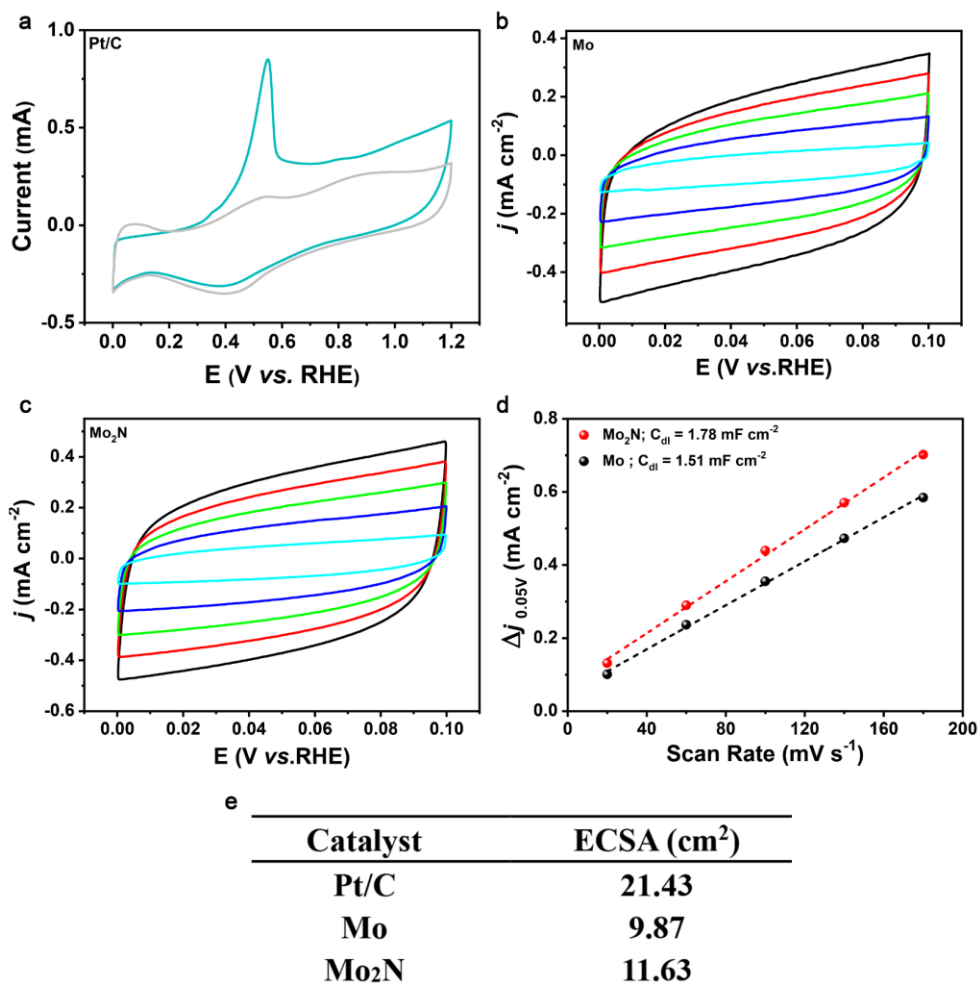 a
Pt/C
1.0
0.5
0.0
-0.5
Current (mA)
0.0 0.2 0.4 0.6 0.8 1.0 1.2
E (V vs. RHE)
b
Mo
0.4
0.2
0.0
-0.2
-0.4
j (mA cm⁻²)
0.00 0.02 0.04 0.06 0.08 0.10
E (V vs.RHE)
c
Mo₂N
0.4
0.2
0.0
-0.2
-0.4
-0.6
j (mA cm⁻²)
0.00 0.02 0.04 0.06 0.08 0.10
E (V vs.RHE)
d
Mo₂N; C_dl = 1.78 mF cm⁻²
Mo ; C_dl = 1.51 mF cm⁻²
0.8
0.6
0.4
0.2
0.0
Δj 0.05V (mA cm⁻²)
0 40 80 120 160 200
Scan Rate (mV s⁻¹)
e
Catalyst ECSA (cm²)
Pt/C 21.43
Mo 9.87
Mo₂N 11.63